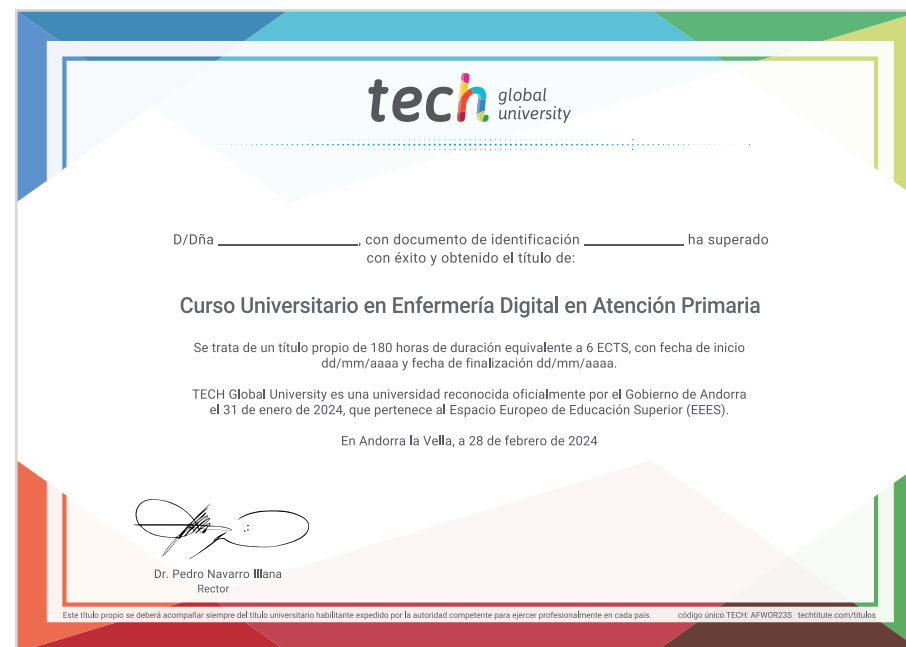 tech global university
D/Dña ____________________, con documento de identificación ______________ ha superado
con éxito y obtenido el título de:
Curso Universitario en Enfermería Digital en Atención Primaria
Se trata de un título propio de 180 horas de duración equivalente a 6 ECTS, con fecha de inicio
dd/mm/aaaa y fecha de finalización dd/mm/aaaa.
TECH Global University es una universidad reconocida oficialmente por el Gobierno de Andorra
el 31 de enero de 2024, que pertenece al Espacio Europeo de Educación Superior (EEES).
En Andorra la Vella, a 28 de febrero de 2024
Dr. Pedro Navarro Illana
Rector
Este título propio se deberá acompañar siempre del título universitario habilitante expedido por la autoridad competente para ejercer profesionalmente en cada país. código único TECH: AFWOR23S techtitute.com/titulos